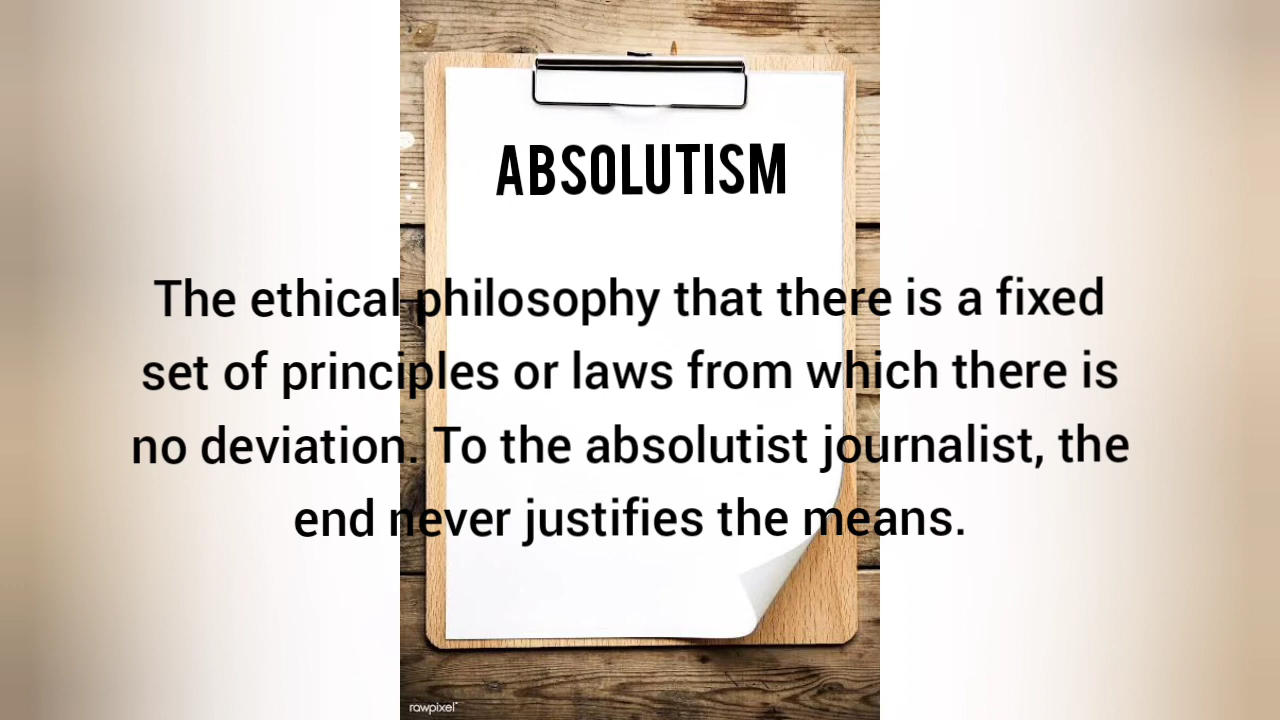 ABSOLUTISM
The ethical philosophy that there is a fixed
set of principles or laws from which there is
no deviation. To the absolutist journalist, the
end never justifies the means.
rawpixel